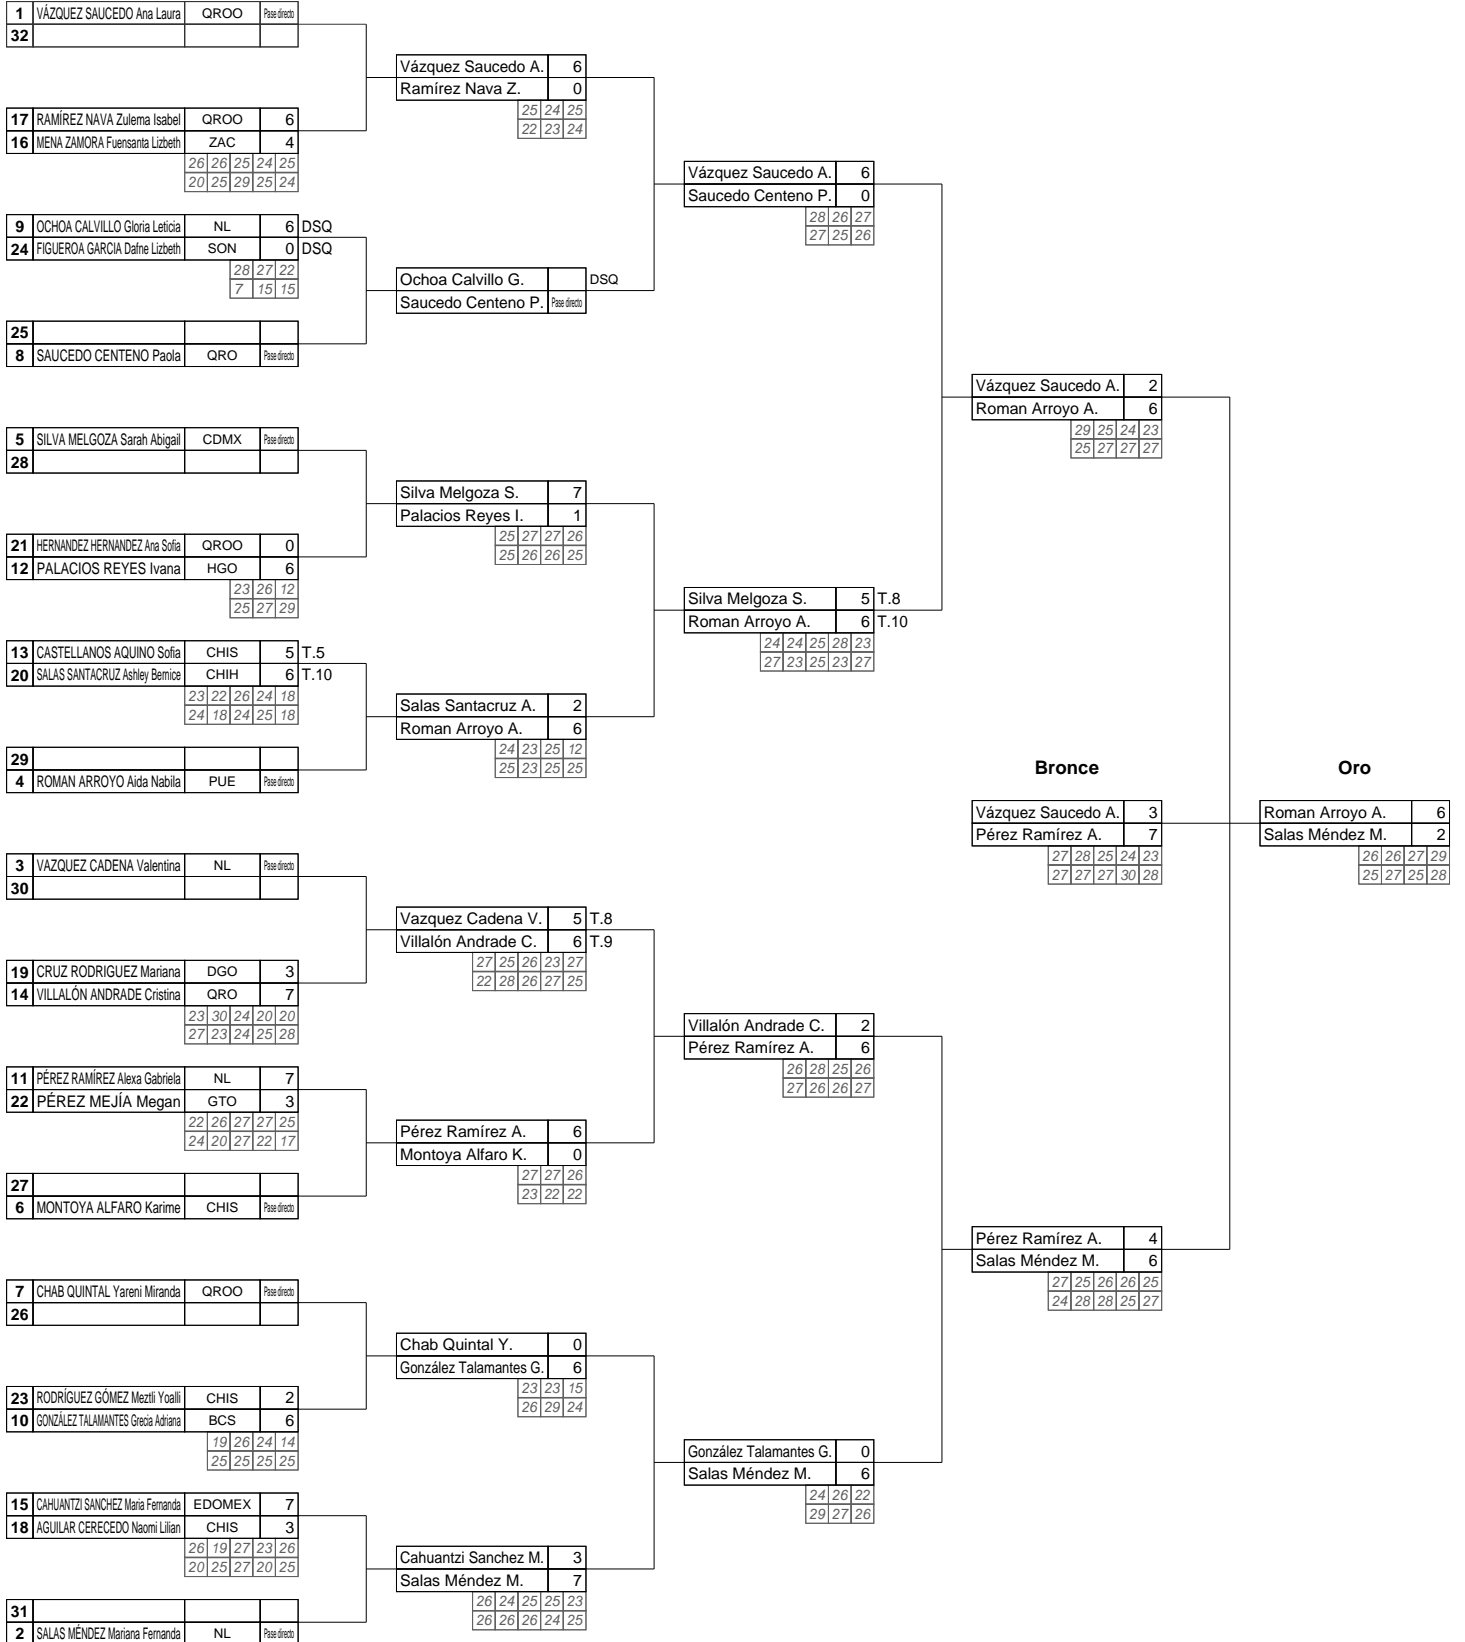 1 VÁZQUEZ SAUCEDO Ana Laura QROO Pase directo
32
Vázquez Saucedo A. 6
Ramírez Nava Z. 0
25 24 25
22 23 24
17 RAMÍREZ NAVA Zulema Isabel QROO 6
16 MENA ZAMORA Fuensanta Lizbeth ZAC 4
26 26 25 24 25
20 25 29 25 24
Vázquez Saucedo A. 6
Saucedo Centeno P. 0
28 26 27
27 25 26
9 OCHOA CALVILLO Gloria Leticia NL 6 DSQ
24 FIGUEROA GARCIA Dafne Lizbeth SON 0 DSQ
28 27 22
7 15 15
Ochoa Calvillo G. DSQ
Saucedo Centeno P. Pase directo
25
8 SAUCEDO CENTENO Paola QRO Pase directo
Vázquez Saucedo A. 2
Roman Arroyo A. 6
29 25 24 23
25 27 27 27
5 SILVA MELGOZA Sarah Abigail CDMX Pase directo
28
Silva Melgoza S. 7
Palacios Reyes I. 1
25 27 27 26
25 26 26 25
21 HERNANDEZ HERNANDEZ Ana Sofia QROO 0
12 PALACIOS REYES Ivana HGO 6
23 26 12
25 27 29
Silva Melgoza S. 5 T.8
Roman Arroyo A. 6 T.10
24 24 25 28 23
27 23 25 23 27
13 CASTELLANOS AQUINO Sofia CHIS 5 T.5
20 SALAS SANTACRUZ Ashley Bernice CHIH 6 T.10
23 22 26 24 18
24 18 24 25 18
Salas Santacruz A. 2
Roman Arroyo A. 6
24 23 25 12
25 23 25 25
29
4 ROMAN ARROYO Aida Nabila PUE Pase directo
Bronce Oro
Vázquez Saucedo A. 3
Pérez Ramírez A. 7
27 28 25 24 23
27 27 27 30 28
Roman Arroyo A. 6
Salas Méndez M. 2
26 26 27 29
25 27 25 28
3 VAZQUEZ CADENA Valentina NL Pase directo
30
Vazquez Cadena V. 5 T.8
Villalón Andrade C. 6 T.9
27 25 26 23 27
22 28 26 27 25
19 CRUZ RODRIGUEZ Mariana DGO 3
14 VILLALÓN ANDRADE Cristina QRO 7
23 30 24 20 20
27 23 24 25 28
Villalón Andrade C. 2
Pérez Ramírez A. 6
26 28 25 26
27 26 26 27
11 PÉREZ RAMÍREZ Alexa Gabriela NL 7
22 PÉREZ MEJÍA Megan GTO 3
22 26 27 27 25
24 20 27 22 17
Pérez Ramírez A. 6
Montoya Alfaro K. 0
27 27 26
23 22 22
27
6 MONTOYA ALFARO Karime CHIS Pase directo
Pérez Ramírez A. 4
Salas Méndez M. 6
27 25 26 26 25
24 28 28 25 27
7 CHAB QUINTAL Yareni Miranda QROO Pase directo
26
Chab Quintal Y. 0
González Talamantes G. 6
23 23 15
26 29 24
23 RODRÍGUEZ GÓMEZ Meztli Yoalli CHIS 2
10 GONZÁLEZ TALAMANTES Grecia Adriana BCS 6
19 26 24 14
25 25 25 25
González Talamantes G. 0
Salas Méndez M. 6
24 26 22
29 27 26
15 CAHUANTZI SANCHEZ Maria Fernanda EDOMEX 7
18 AGUILAR CERECEDO Naomi Lilian CHIS 3
26 19 27 23 26
20 25 27 20 25
Cahuantzi Sanchez M. 3
Salas Méndez M. 7
26 24 25 25 23
26 26 26 24 25
31
2 SALAS MÉNDEZ Mariana Fernanda NL Pase directo